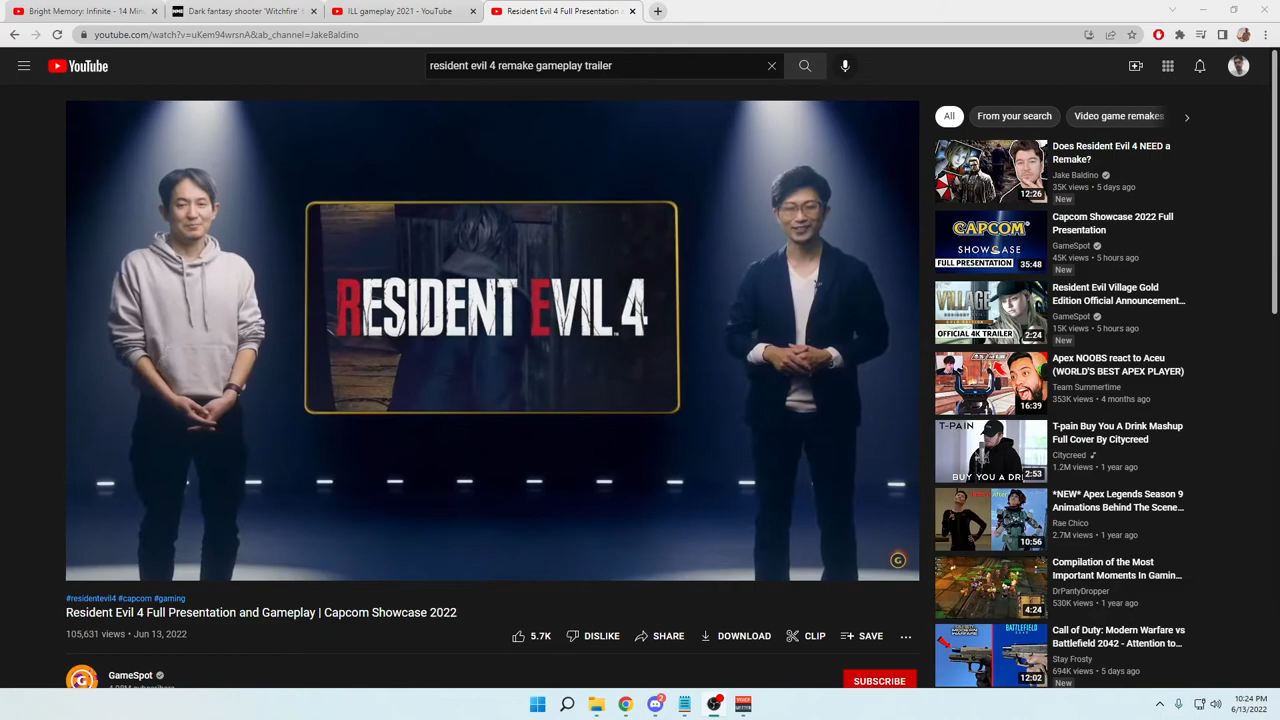 Bright Memory: Infinite - 14 Min
NME
Dark fantasy shooter 'Witchfire'
ILL gameplay 2021 - YouTube
Resident Evil 4 Full Presentation
youtube.com/watch?v=uKem94wrsnA&ab_channel=JakeBaldino
YouTube
resident evil 4 remake gameplay trailer
All
From your search
Video game remakes
RESIDENT EVIL 4
Does Resident Evil 4 NEED a
Remake?
Jake Baldino
35K views • 5 days ago
New
12:26
CAPCOM
SHOWCASE
FULL PRESENTATION
35:48
Capcom Showcase 2022 Full
Presentation
GameSpot
45K views • 5 hours ago
New
VILLAGE
OFFICIAL 4K TRAILER
2:24
Resident Evil Village Gold
Edition Official Announcement...
GameSpot
15K views • 5 hours ago
New
16:39
Apex NOOBS react to Aceu
(WORLD'S BEST APEX PLAYER)
Team Summertime
353K views • 4 months ago
T-PAIN
BUY YOU A DR
2:53
T-pain Buy You A Drink Mashup
Full Cover By Citycreed
Citycreed
1.2M views • 1 year ago
10:56
*NEW* Apex Legends Season 9
Animations Behind The Scene...
Rae Chico
2.7M views • 1 year ago
4:24
Compilation of the Most
Important Moments In Gamin...
DrPantyDropper
530K views • 1 year ago
12:02
Call of Duty: Modern Warfare vs
Battlefield 2042 - Attention to...
Stay Frosty
694K views • 5 days ago
New
#residentevil4 #capcom #gaming
Resident Evil 4 Full Presentation and Gameplay | Capcom Showcase 2022
105,631 views • Jun 13, 2022
5.7K
DISLIKE
SHARE
DOWNLOAD
CLIP
SAVE
GameSpot
SUBSCRIBE
10:24 PM
6/13/2022